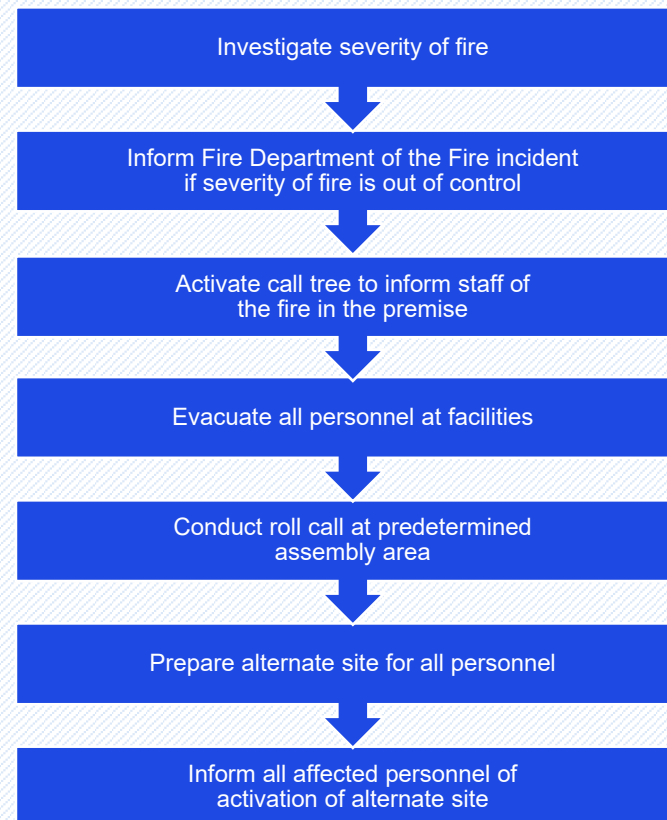 Investigate severity of fire
Inform Fire Department of the Fire incident
if severity of fire is out of control
Activate call tree to inform staff of
the fire in the premise
Evacuate all personnel at facilities
Conduct roll call at predetermined
assembly area
Prepare alternate site for all personnel
Inform all affected personnel of
activation of alternate site